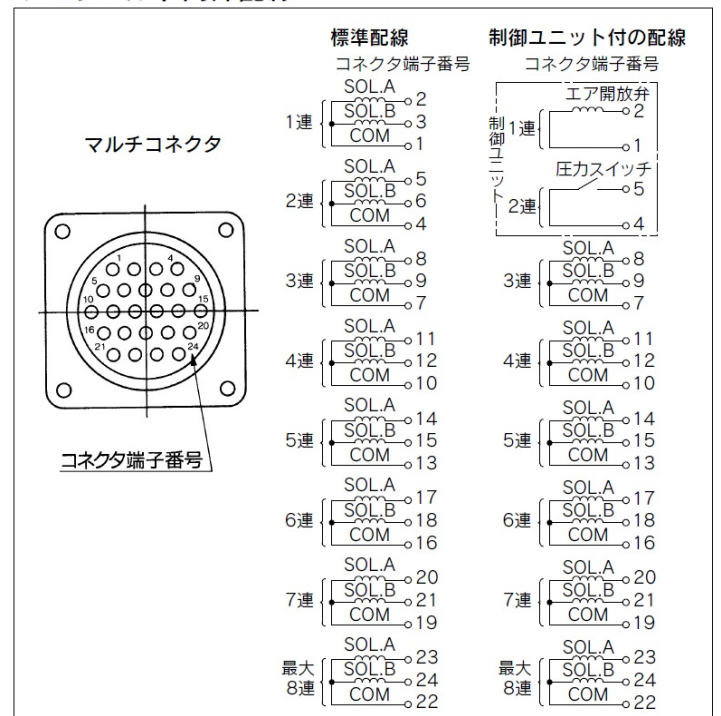 標準配線
コネクタ端子番号
1連
SOL.A 2
SOL.B 3
COM 1
2連
SOL.A 5
SOL.B 6
COM 4
3連
SOL.A 8
SOL.B 9
COM 7
4連
SOL.A 11
SOL.B 12
COM 10
5連
SOL.A 14
SOL.B 15
COM 13
6連
SOL.A 17
SOL.B 18
COM 16
7連
SOL.A 20
SOL.B 21
COM 19
最大
8連
SOL.A 23
SOL.B 24
COM 22
制御ユニット付の配線
コネクタ端子番号
制御ユニット
1連
エア開放弁
2
1
2連
圧力スイッチ
5
4
3連
SOL.A 8
SOL.B 9
COM 7
4連
SOL.A 11
SOL.B 12
COM 10
5連
SOL.A 14
SOL.B 15
COM 13
6連
SOL.A 17
SOL.B 18
COM 16
7連
SOL.A 20
SOL.B 21
COM 19
最大
8連
SOL.A 23
SOL.B 24
COM 22
マルチコネクタ
1 4
5 9
10 15
16 20
21 24
コネクタ端子番号